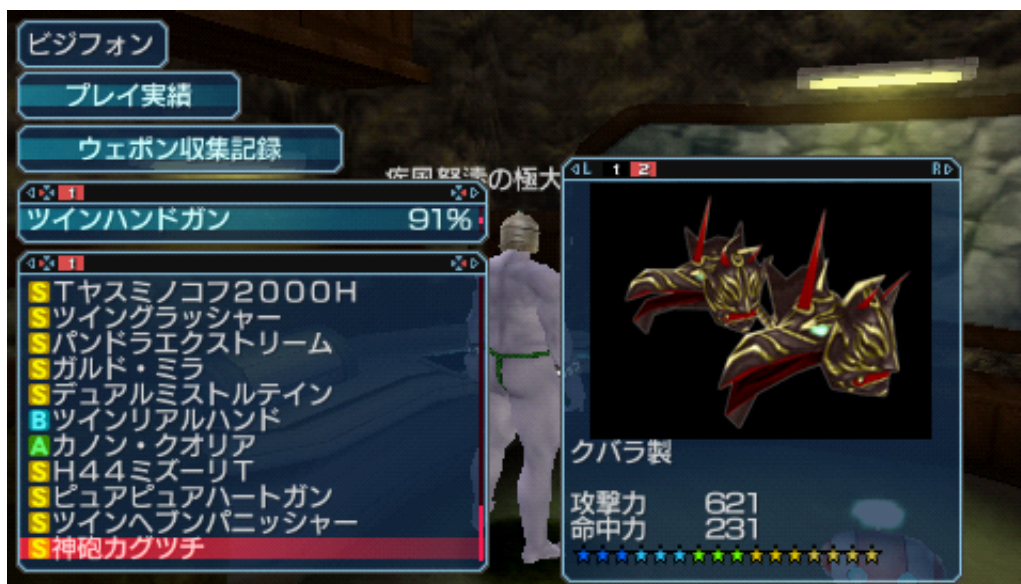 ビジフォン
プレイ実績
ウェポン収集記録
疾風怒濤の極大
1
ツインハンドガン 91%
1
STヤスミノコフ2000H
Sツイングラッシャー
Sパンドラエクストリーム
Sガルド・ミラ
Sデュアルミストルテイン
Bツインリアルハンド
Aカノン・クオリア
SH44ミズーリT
Sピュアピュアハートガン
Sツインヘブンパニッシャー
S神砲カグツチ
L 1 2 R
クバラ製
攻撃力 621
命中力 231
★★★★★★★★★★★★★★★